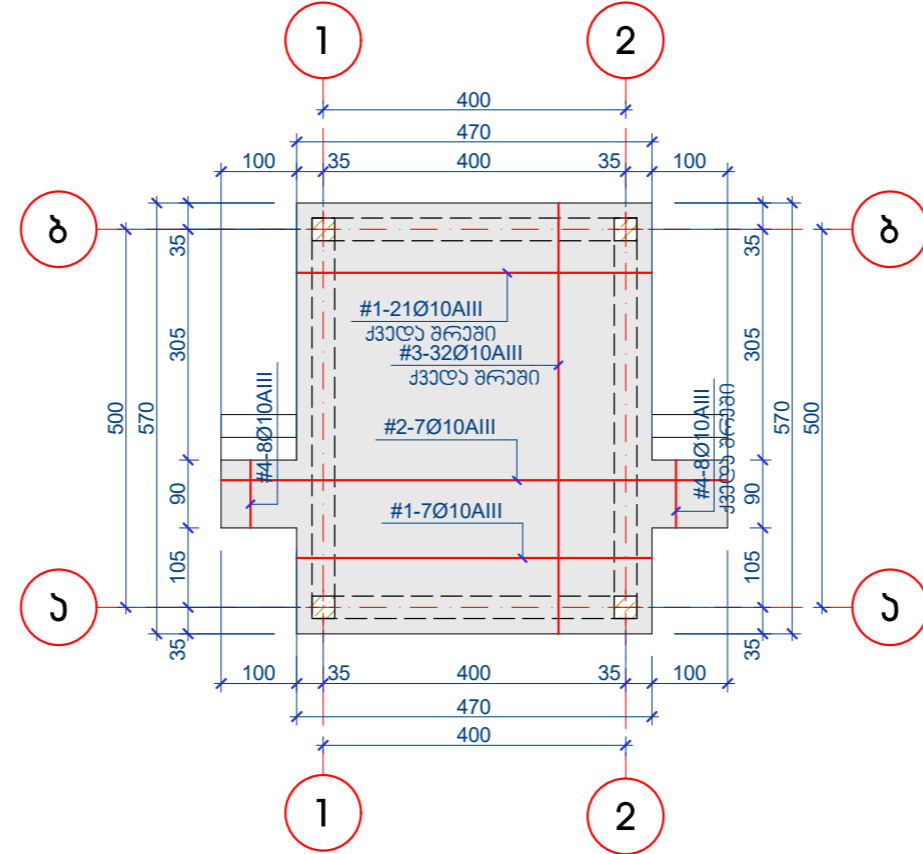 1 2
400
470
100 35 400 35 100
ბ ბ
35 35
305 305
500 570 570 500
#1-21Ø10AIII
ქვედა შრეში
#3-32Ø10AIII
ქვედა შრეში
#4-8Ø10AIII
#4-8Ø10AIII
ქვედა შრეში
#2-7Ø10AIII
90 90
#1-7Ø10AIII
105 105
ა ა
35 35
100 35 400 35 100
470
400
1 2